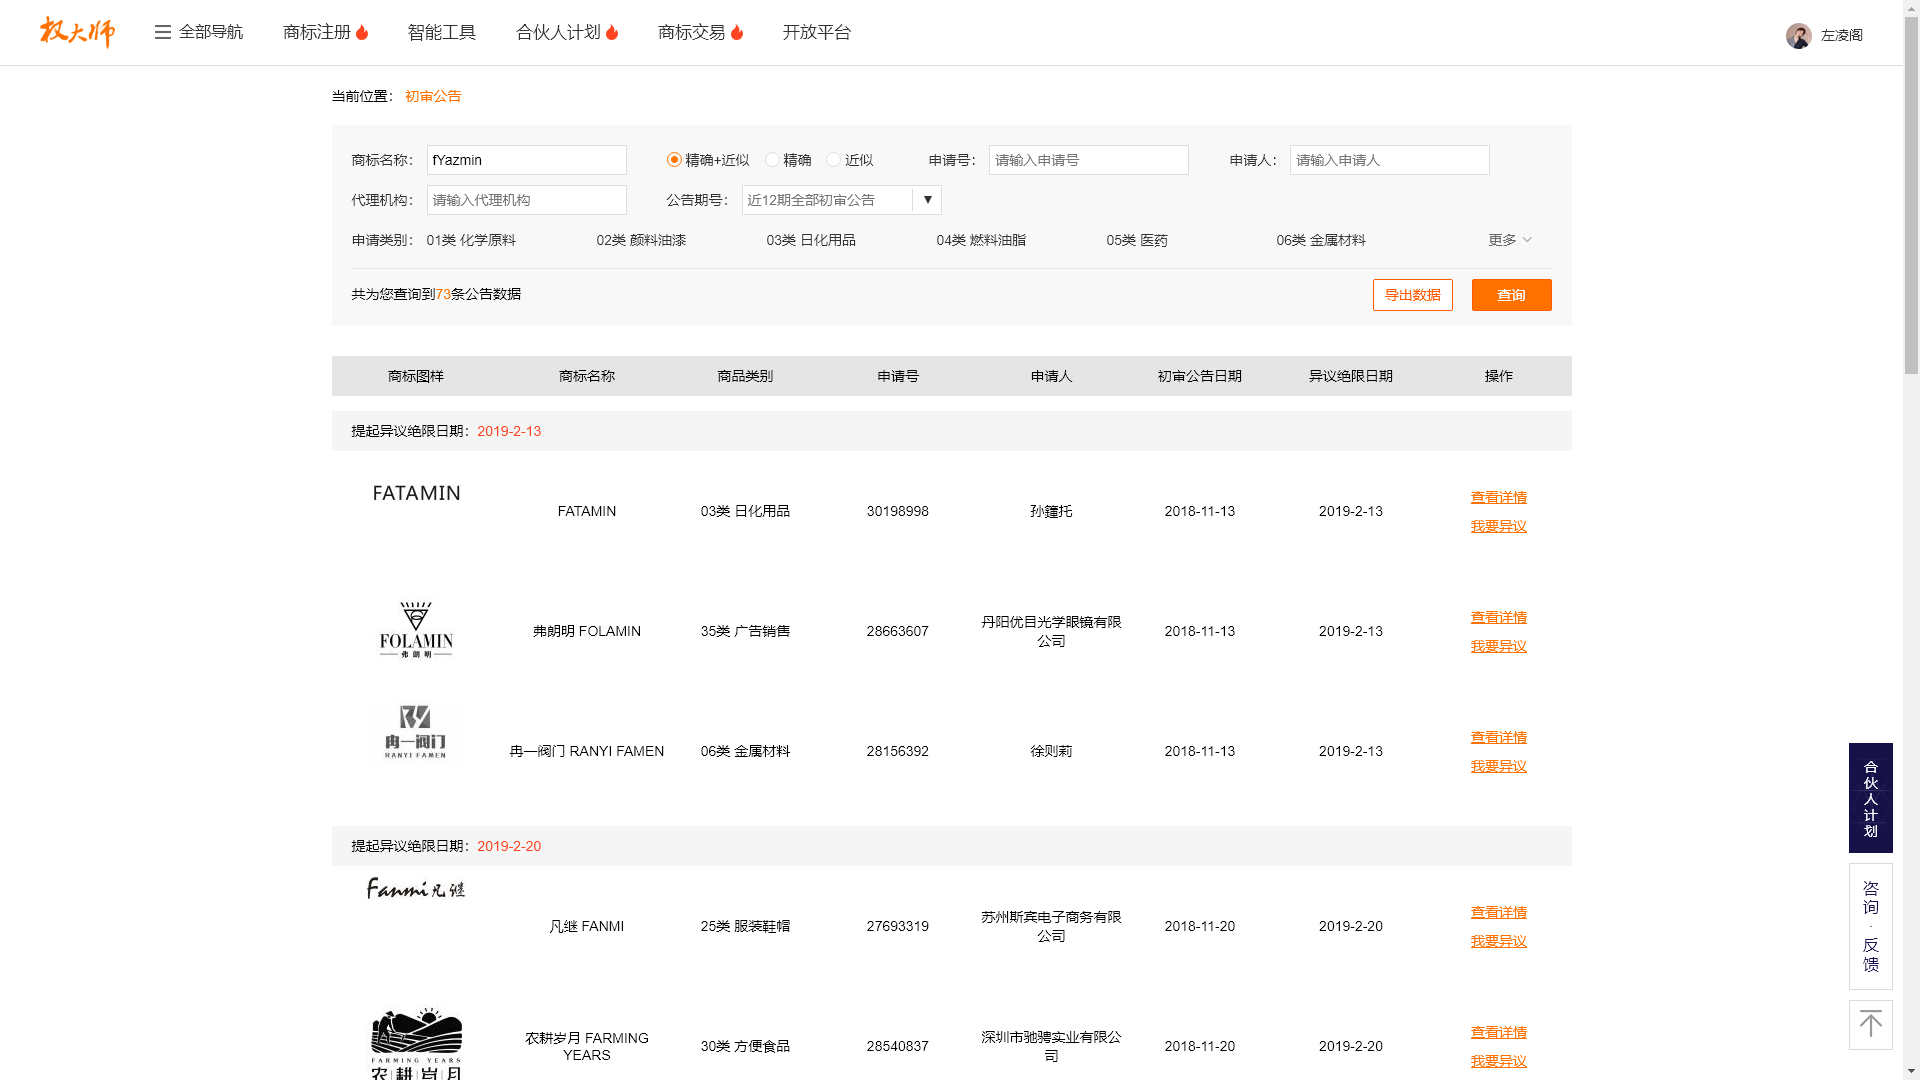 权大师
全部导航
商标注册
智能工具
合伙人计划
商标交易
开放平台
左凌阁
当前位置： 初审公告
商标名称： fYazmin 精确+近似 精确 近似 申请号： 请输入申请号 申请人： 请输入申请人
代理机构： 请输入代理机构 公告期号： 近12期全部初审公告 ▼
申请类别： 01类 化学原料 02类 颜料油漆 03类 日化用品 04类 燃料油脂 05类 医药 06类 金属材料 更多
共为您查询到73条公告数据 导出数据 查询
商标图样 商标名称 商品类别 申请号 申请人 初审公告日期 异议绝限日期 操作
提起异议绝限日期：2019-2-13
FATAMIN
FATAMIN 03类 日化用品 30198998 孙鐘托 2018-11-13 2019-2-13
查看详情
我要异议
FOLAMIN
弗朗明
弗朗明 FOLAMIN 35类 广告销售 28663607 丹阳优目光学眼镜有限
公司
2018-11-13 2019-2-13
查看详情
我要异议
冉一阀门
RANYI FAMEN
冉一阀门 RANYI FAMEN 06类 金属材料 28156392 徐则莉 2018-11-13 2019-2-13
查看详情
我要异议
提起异议绝限日期：2019-2-20
Fanmi 凡继
凡继 FANMI 25类 服装鞋帽 27693319 苏州斯宾电子商务有限
公司
2018-11-20 2019-2-20
查看详情
我要异议
FARMING YEARS
农耕岁月
农耕岁月 FARMING
YEARS
30类 方便食品 28540837 深圳市驰骋实业有限公
司
2018-11-20 2019-2-20
查看详情
我要异议
合伙人计划
咨询·反馈